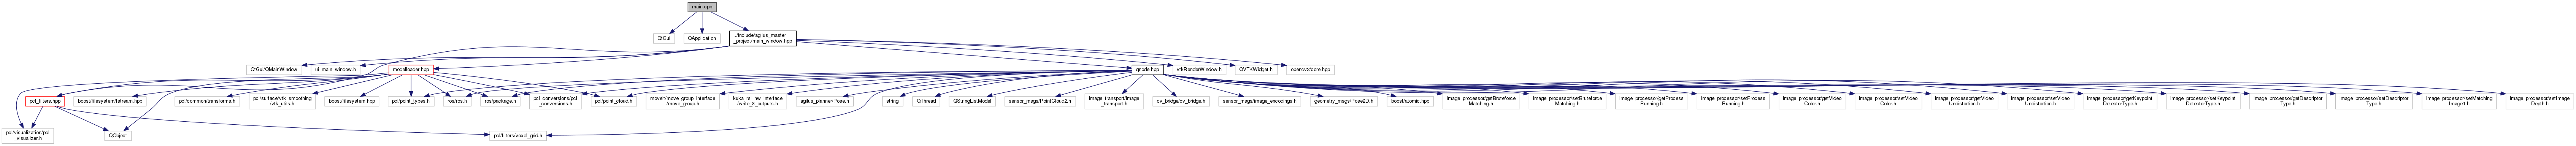 main.cpp
QtGui
QApplication
../include/agilus_master
_project/main_window.hpp
QtGui/QMainWindow
ui_main_window.h
modelloader.hpp
qnode.hpp
vtkRenderWindow.h
QVTKWidget.h
opencv2/core.hpp
pcl_filters.hpp
boost/filesystem/fstream.hpp
pcl/common/transforms.h
pcl/surface/vtk_smoothing
/vtk_utils.h
boost/filesystem.hpp
pcl/point_types.h
ros/ros.h
ros/package.h
pcl_conversions/pcl
_conversions.h
pcl/point_cloud.h
moveit/move_group_interface
/move_group.h
kuka_rsi_hw_interface
/write_8_outputs.h
agilus_planner/Pose.h
string
QThread
QStringListModel
sensor_msgs/PointCloud2.h
image_transport/image
_transport.h
cv_bridge/cv_bridge.h
sensor_msgs/image_encodings.h
geometry_msgs/Pose2D.h
boost/atomic.hpp
image_processor/getBruteforce
Matching.h
image_processor/setBruteforce
Matching.h
image_processor/getProcess
Running.h
image_processor/setProcess
Running.h
image_processor/getVideo
Color.h
image_processor/setVideo
Color.h
image_processor/getVideo
Undistortion.h
image_processor/setVideo
Undistortion.h
image_processor/getKeypoint
DetectorType.h
image_processor/setKeypoint
DetectorType.h
image_processor/getDescriptor
Type.h
image_processor/setDescriptor
Type.h
image_processor/setMatching
Image1.h
image_processor/setImage
Depth.h
pcl/visualization/pcl
_visualizer.h
QObject
pcl/filters/voxel_grid.h